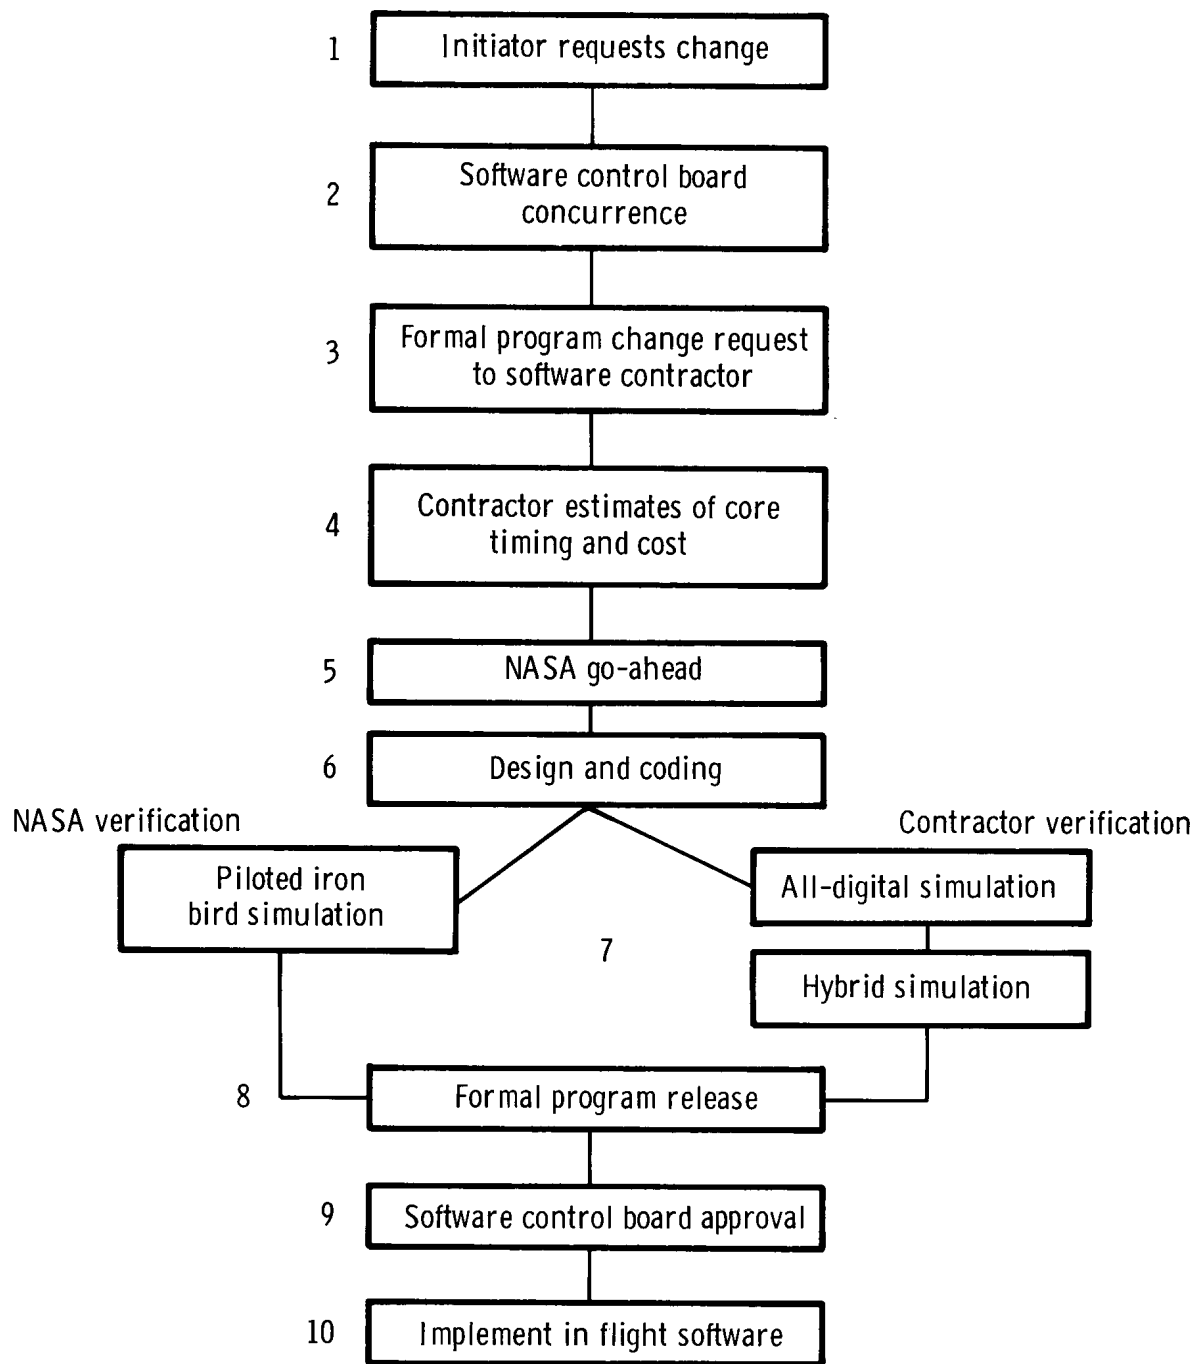 1
Initiator requests change
2
Software control board
concurrence
3
Formal program change request
to software contractor
4
Contractor estimates of core
timing and cost
5
NASA go-ahead
6
Design and coding
NASA verification
Contractor verification
Piloted iron
bird simulation
All-digital simulation
7
Hybrid simulation
8
Formal program release
9
Software control board approval
10
Implement in flight software